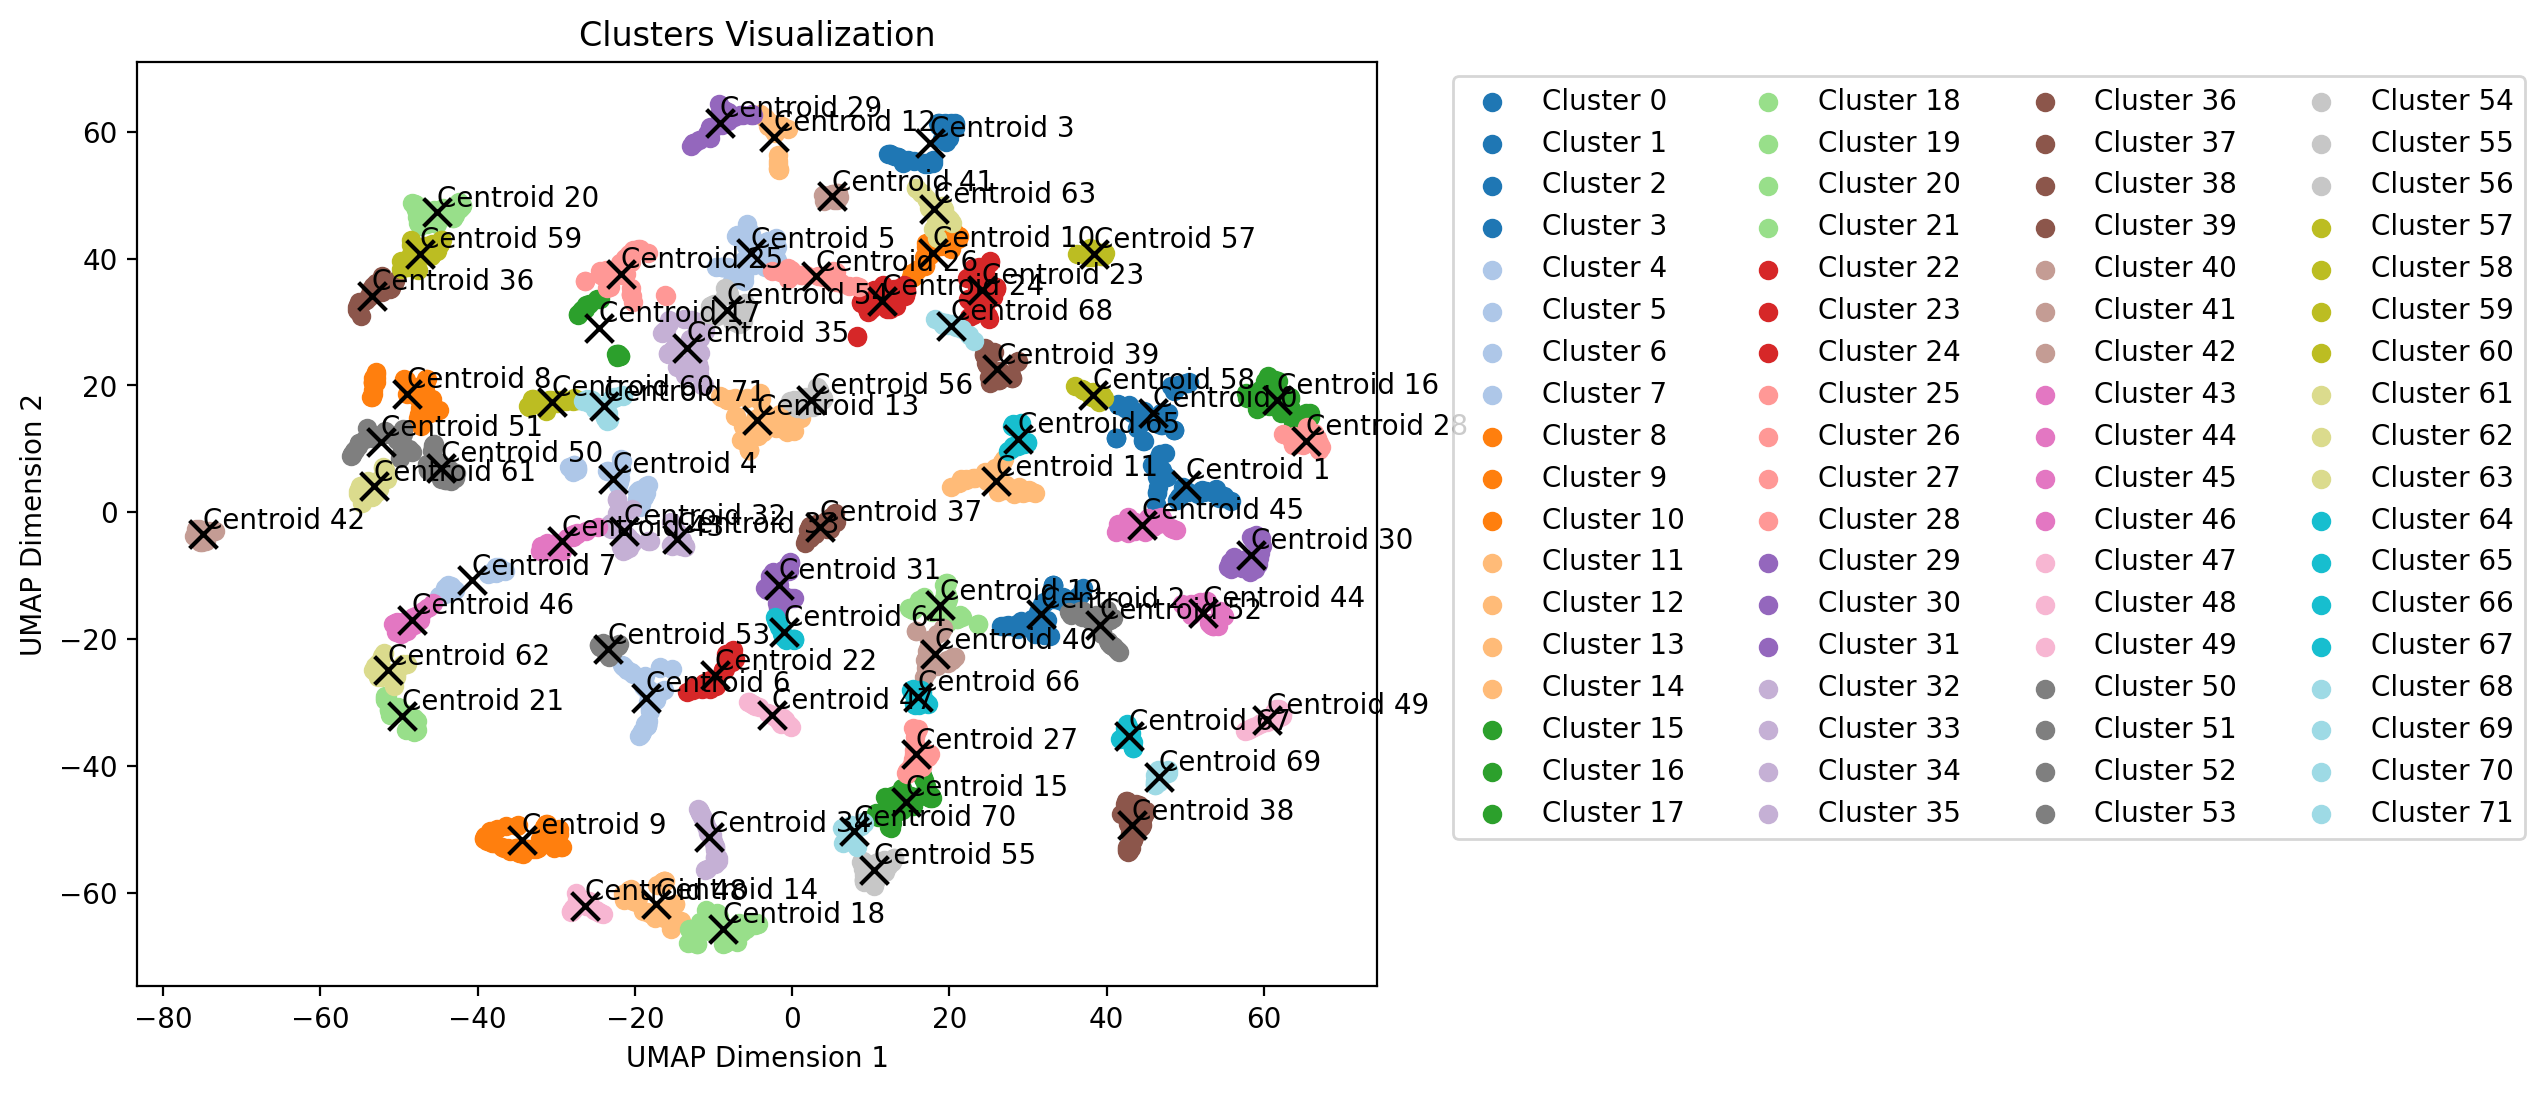 Clusters Visualization
UMAP Dimension 2
60
40
20
0
−20
−40
−60
Centroid 29
Centroid 12
Centroid 3
Centroid 41
Centroid 63
Centroid 20
Centroid 59
Centroid 5
Centroid 10
Centroid 57
Centroid 25
Centroid 26
Centroid 23
Centroid 36
Centroid 24
Centroid 54
Centroid 17
Centroid 68
Centroid 35
Centroid 39
Centroid 8
Centroid 60
Centroid 71
Centroid 56
Centroid 58
Centroid 16
Centroid 13
Centroid 0
Centroid 51
Centroid 65
Centroid 28
Centroid 50
Centroid 61
Centroid 4
Centroid 11
Centroid 1
Centroid 42
Centroid 32
Centroid 33
Centroid 43
Centroid 37
Centroid 45
Centroid 30
Centroid 7
Centroid 31
Centroid 46
Centroid 19
Centroid 2
Centroid 52
Centroid 44
Centroid 64
Centroid 53
Centroid 40
Centroid 62
Centroid 22
Centroid 6
Centroid 66
Centroid 21
Centroid 47
Centroid 49
Centroid 67
Centroid 27
Centroid 69
Centroid 15
Centroid 38
Centroid 9
Centroid 34
Centroid 70
Centroid 55
Centroid 48
Centroid 14
Centroid 18
−80
−60
−40
−20
0
20
40
60
UMAP Dimension 1
Cluster 0
Cluster 1
Cluster 2
Cluster 3
Cluster 4
Cluster 5
Cluster 6
Cluster 7
Cluster 8
Cluster 9
Cluster 10
Cluster 11
Cluster 12
Cluster 13
Cluster 14
Cluster 15
Cluster 16
Cluster 17
Cluster 18
Cluster 19
Cluster 20
Cluster 21
Cluster 22
Cluster 23
Cluster 24
Cluster 25
Cluster 26
Cluster 27
Cluster 28
Cluster 29
Cluster 30
Cluster 31
Cluster 32
Cluster 33
Cluster 34
Cluster 35
Cluster 36
Cluster 37
Cluster 38
Cluster 39
Cluster 40
Cluster 41
Cluster 42
Cluster 43
Cluster 44
Cluster 45
Cluster 46
Cluster 47
Cluster 48
Cluster 49
Cluster 50
Cluster 51
Cluster 52
Cluster 53
Cluster 54
Cluster 55
Cluster 56
Cluster 57
Cluster 58
Cluster 59
Cluster 60
Cluster 61
Cluster 62
Cluster 63
Cluster 64
Cluster 65
Cluster 66
Cluster 67
Cluster 68
Cluster 69
Cluster 70
Cluster 71